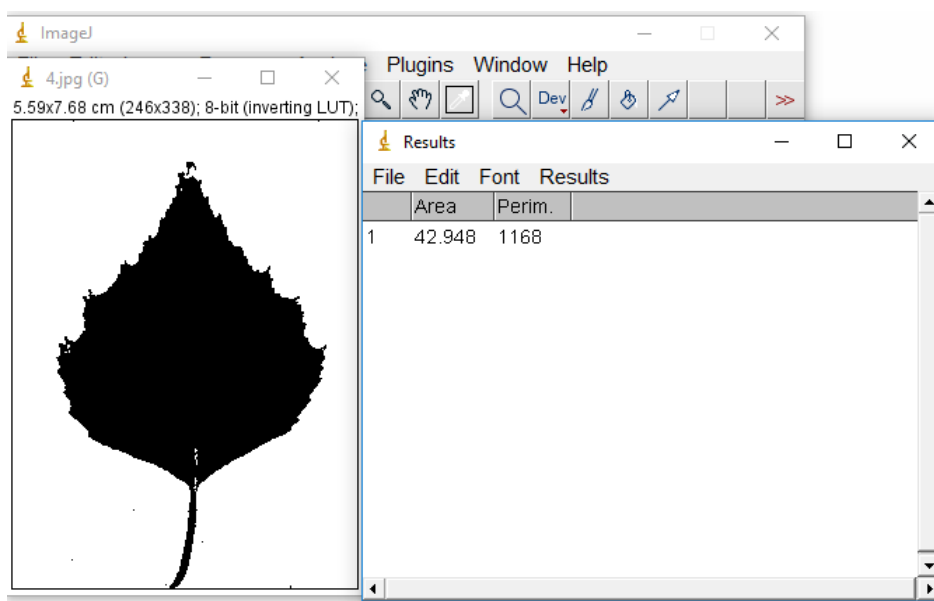 ImageJ
Plugins Window Help
4.jpg (G)
5.59x7.68 cm (246x338); 8-bit (inverting LUT);
Dev
>>
Results
File Edit Font Results
Area Perim.
1 42.948 1168